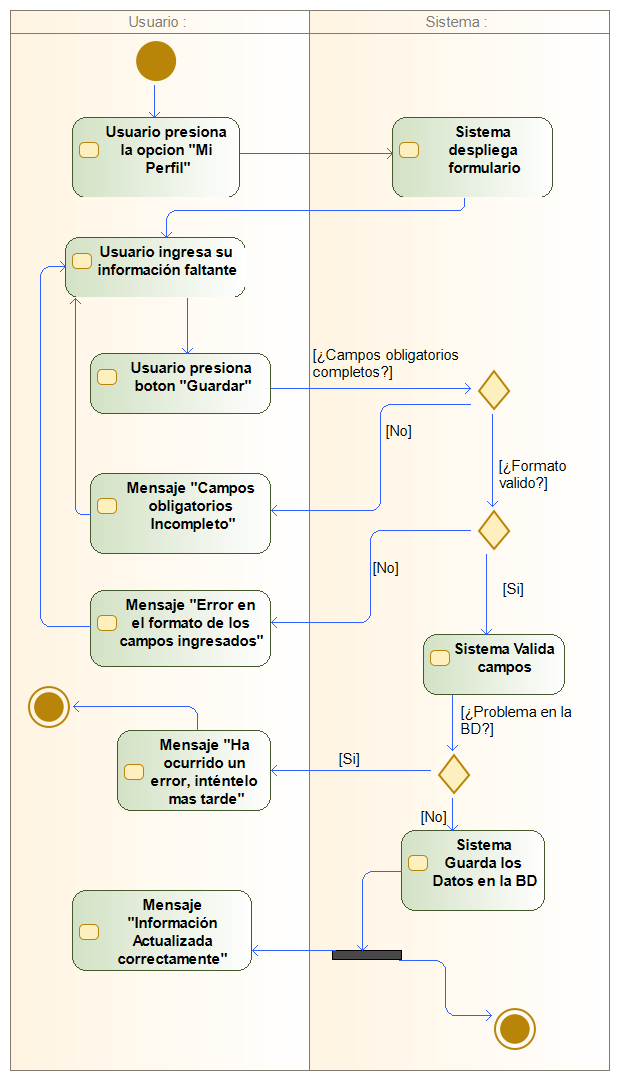 Usuario :
Sistema :
Usuario presiona
la opcion "Mi
Perfil"
Sistema
despliega
formulario
Usuario ingresa su
información faltante
Usuario presiona
boton "Guardar"
[¿Campos obligatorios
completos?]
[No]
[¿Formato
valido?]
Mensaje "Campos
obligatorios
Incompleto"
[No]
[Si]
Mensaje "Error en
el formato de los
campos ingresados"
Sistema Valida
campos
[¿Problema en la
BD?]
Mensaje "Ha
ocurrido un
error, inténtelo
mas tarde"
[Si]
[No]
Sistema
Guarda los
Datos en la BD
Mensaje
"Información
Actualizada
correctamente"